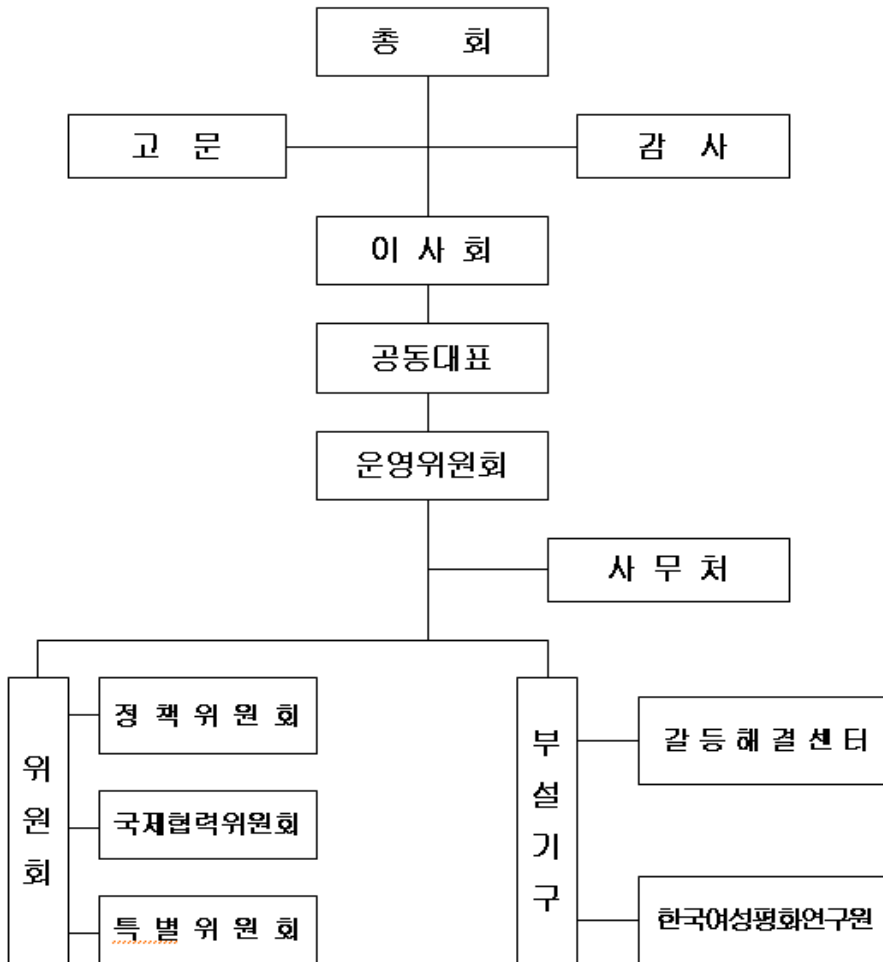 총 회
고 문
감 사
이 사 회
공동대표
운영위원회
사 무 처
위원회
정 책 위 원 회
국제협력위원회
특 별 위 원 회
부설기구
갈 등 해 결 센 터
한국여성평화연구원